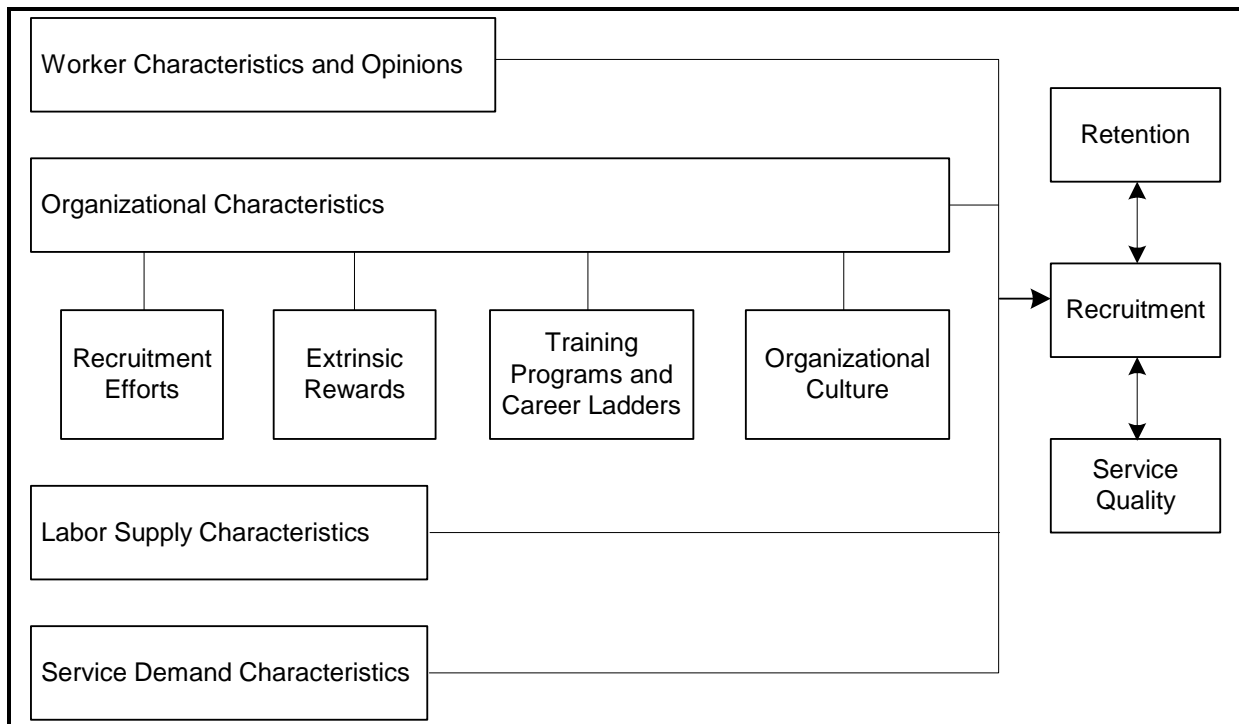 Worker Characteristics and Opinions
Organizational Characteristics
Recruitment
Efforts
Extrinsic
Rewards
Training
Programs and
Career Ladders
Organizational
Culture
Labor Supply Characteristics
Service Demand Characteristics
Retention
Recruitment
Service
Quality